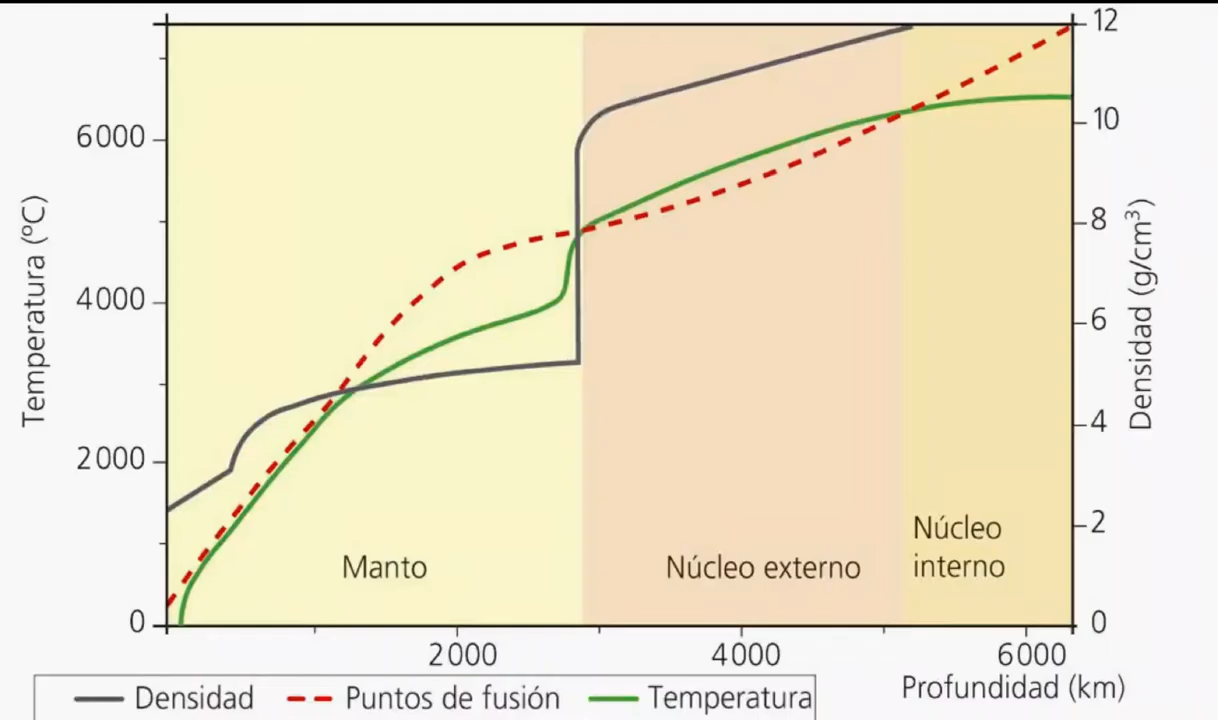 Temperatura (ºC)
6000
4000
2000
0
12
10
8
6
4
2
0
Densidad (g/cm³)
Manto
Núcleo externo
Núcleo
interno
2000
4000
6000
Profundidad (km)
Densidad
Puntos de fusión
Temperatura